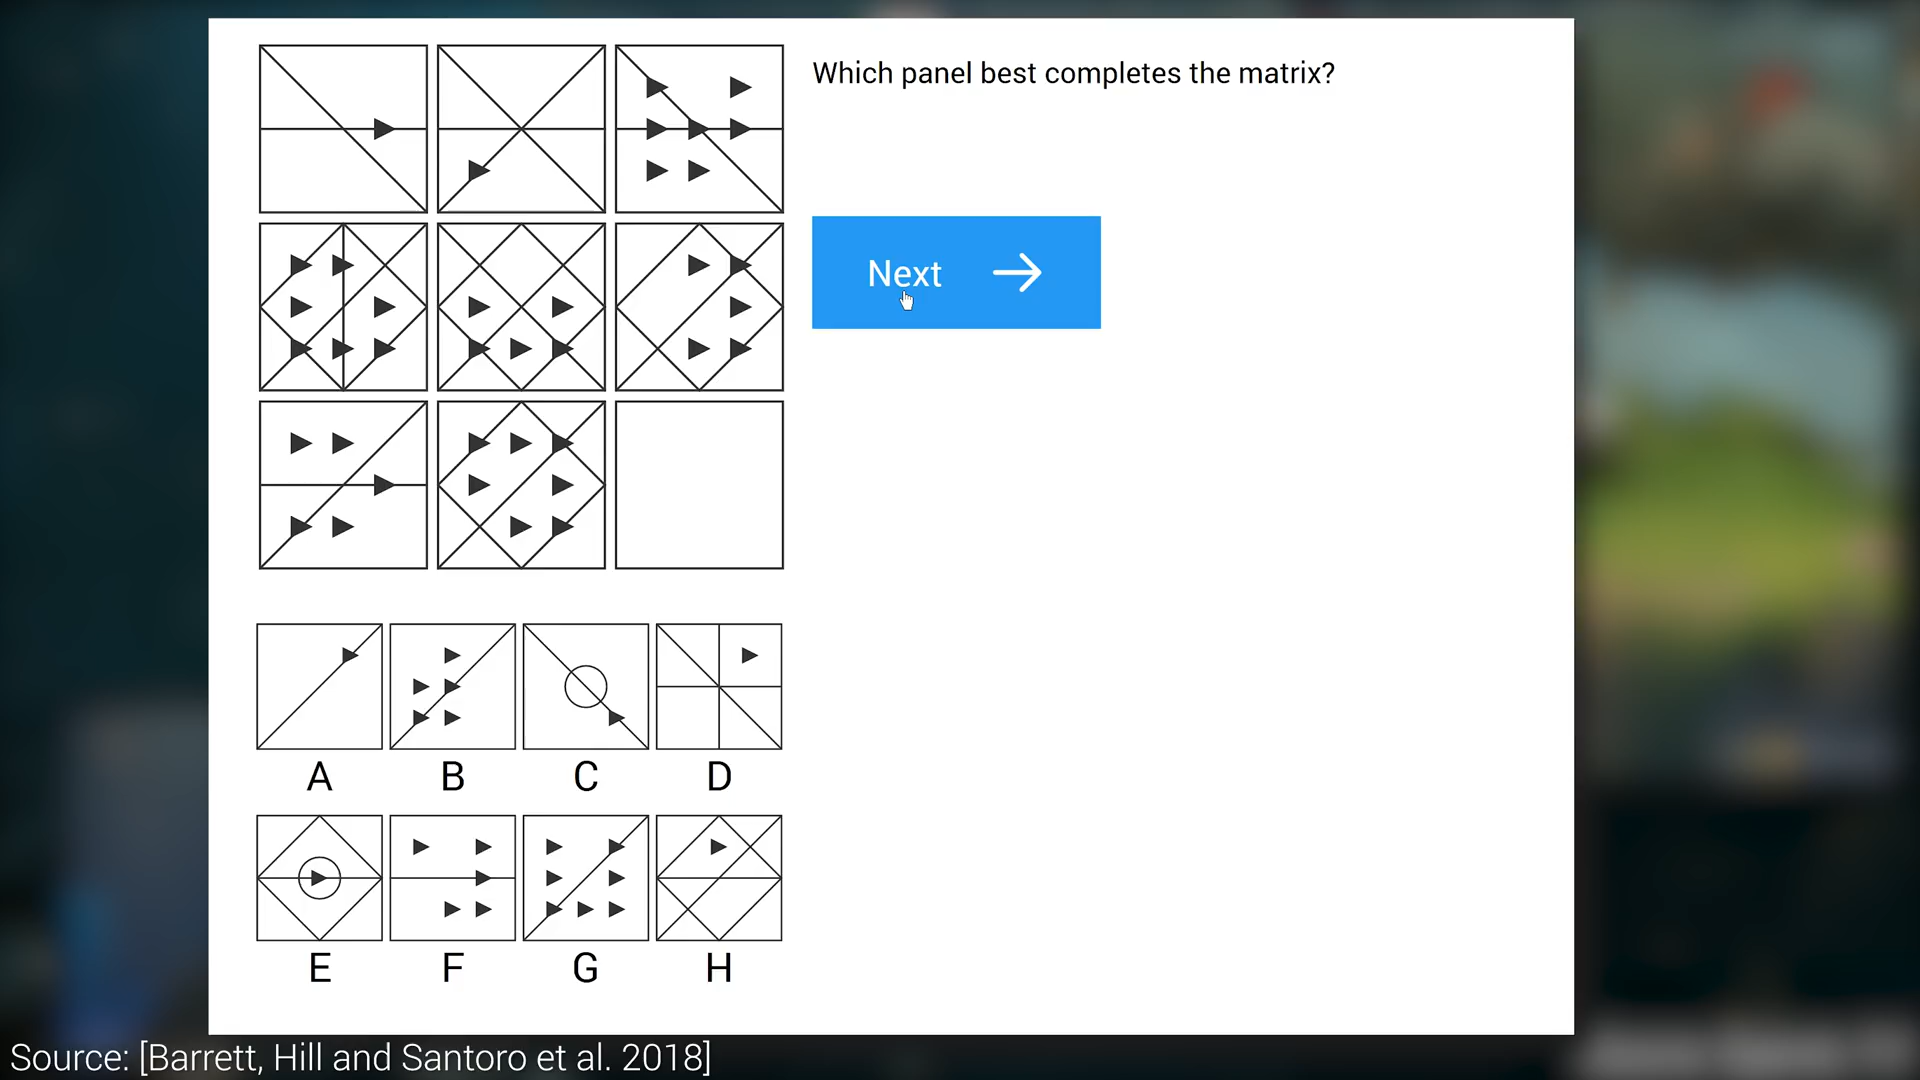 Which panel best completes the matrix?
Next
A B C D
E F G H
Source: [Barrett, Hill and Santoro et al. 2018]